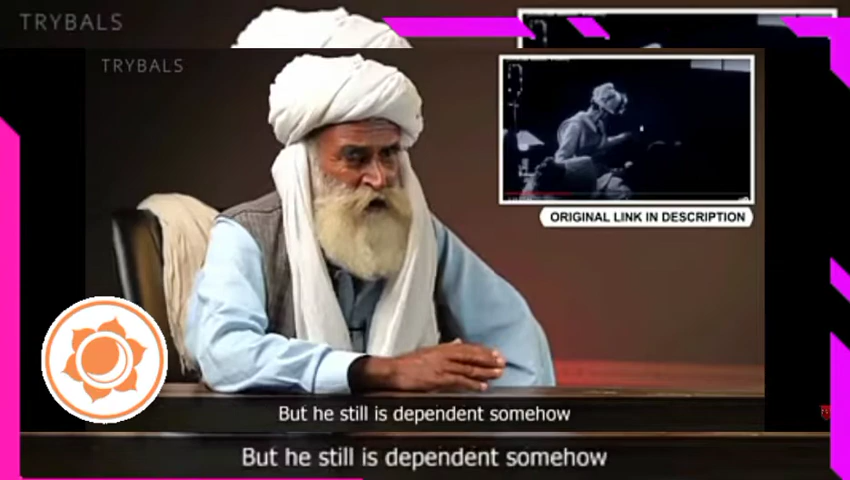 TRYBALS
TRYBALS
ORIGINAL LINK IN DESCRIPTION
But he still is dependent somehow
But he still is dependent somehow